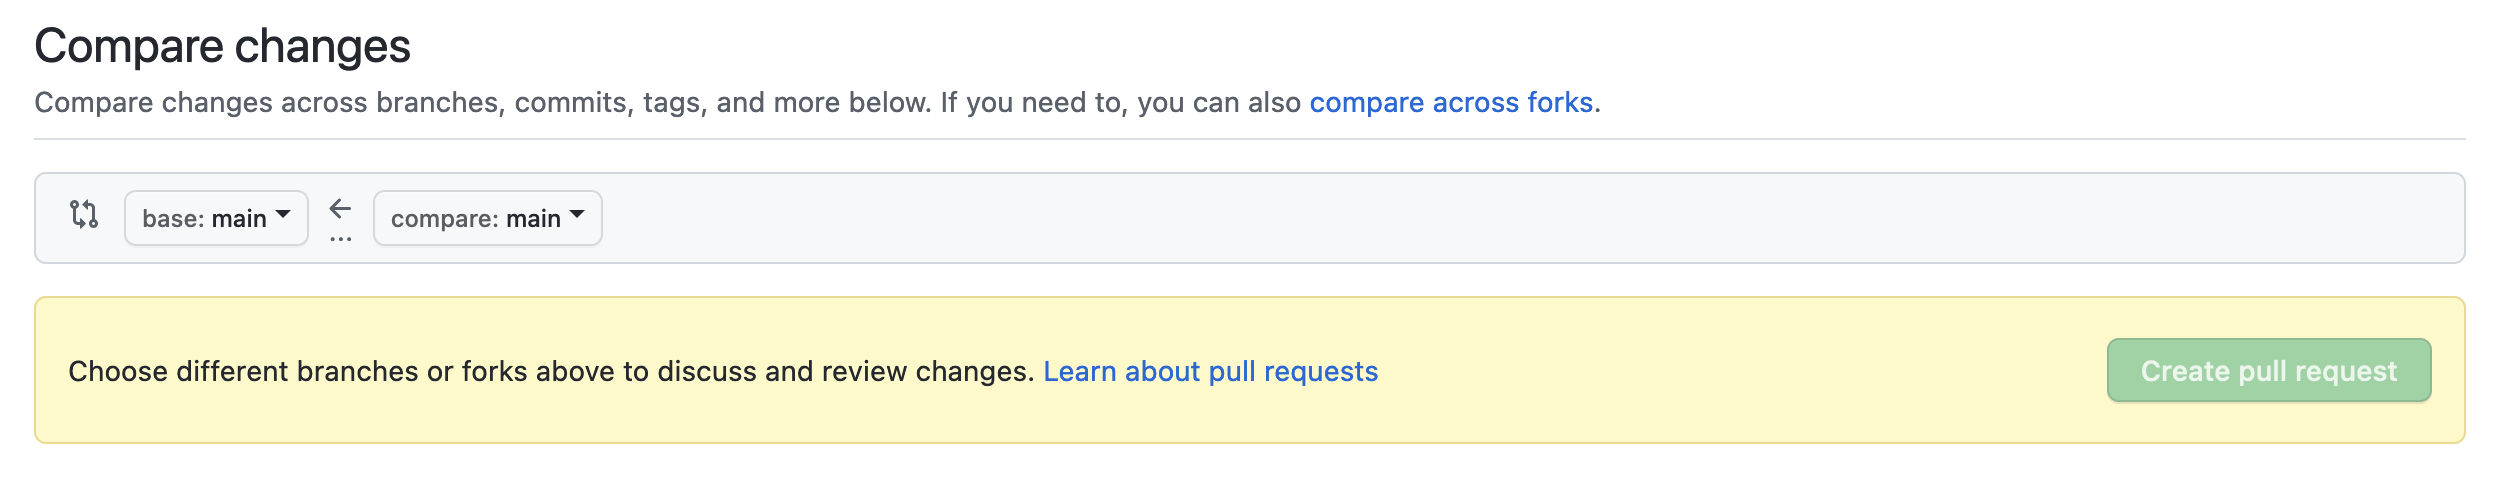 Compare changes
Compare changes across branches, commits, tags, and more below. If you need to, you can also compare across forks.
base: main ← compare: main
...
Choose different branches or forks above to discuss and review changes. Learn about pull requests Create pull request